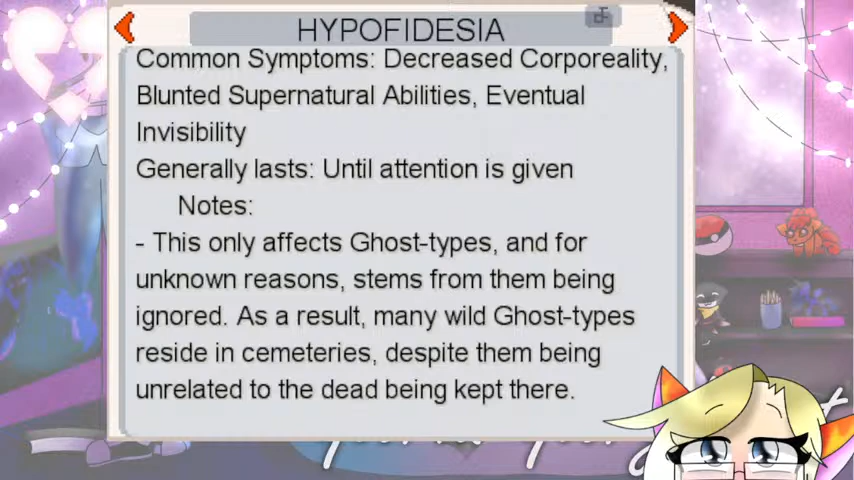 HYPOFIDESIA
Common Symptoms: Decreased Corporeality,
Blunted Supernatural Abilities, Eventual
Invisibility
Generally lasts: Until attention is given
Notes:
- This only affects Ghost-types, and for
unknown reasons, stems from them being
ignored. As a result, many wild Ghost-types
reside in cemeteries, despite them being
unrelated to the dead being kept there.